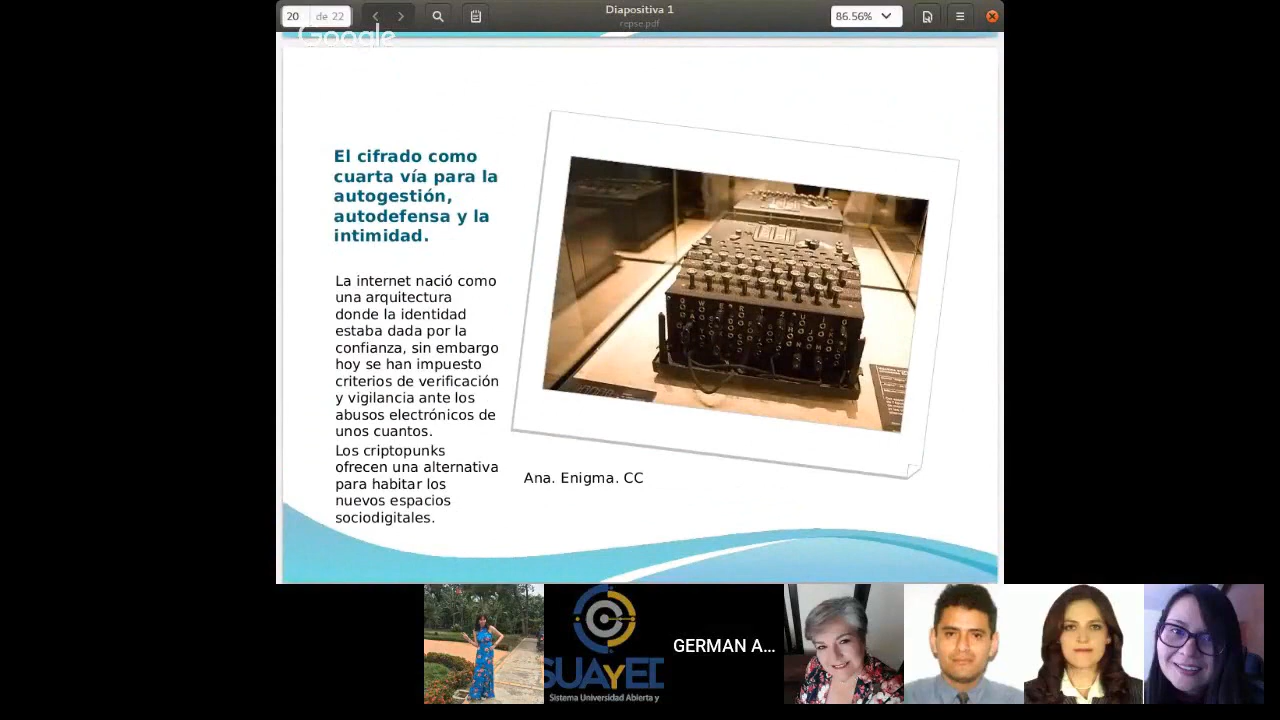 20 de 22
Diapositiva 1
repse.pdf
86.56%
Google
El cifrado como
cuarta vía para la
autogestión,
autodefensa y la
intimidad.
La internet nació como
una arquitectura
donde la identidad
estaba dada por la
confianza, sin embargo
hoy se han impuesto
criterios de verificación
y vigilancia ante los
abusos electrónicos de
unos cuantos.
Los criptopunks
ofrecen una alternativa
para habitar los
nuevos espacios
sociodigitales.
Ana. Enigma. CC
SUAyED
Sistema Universidad Abierta y
GERMAN A...